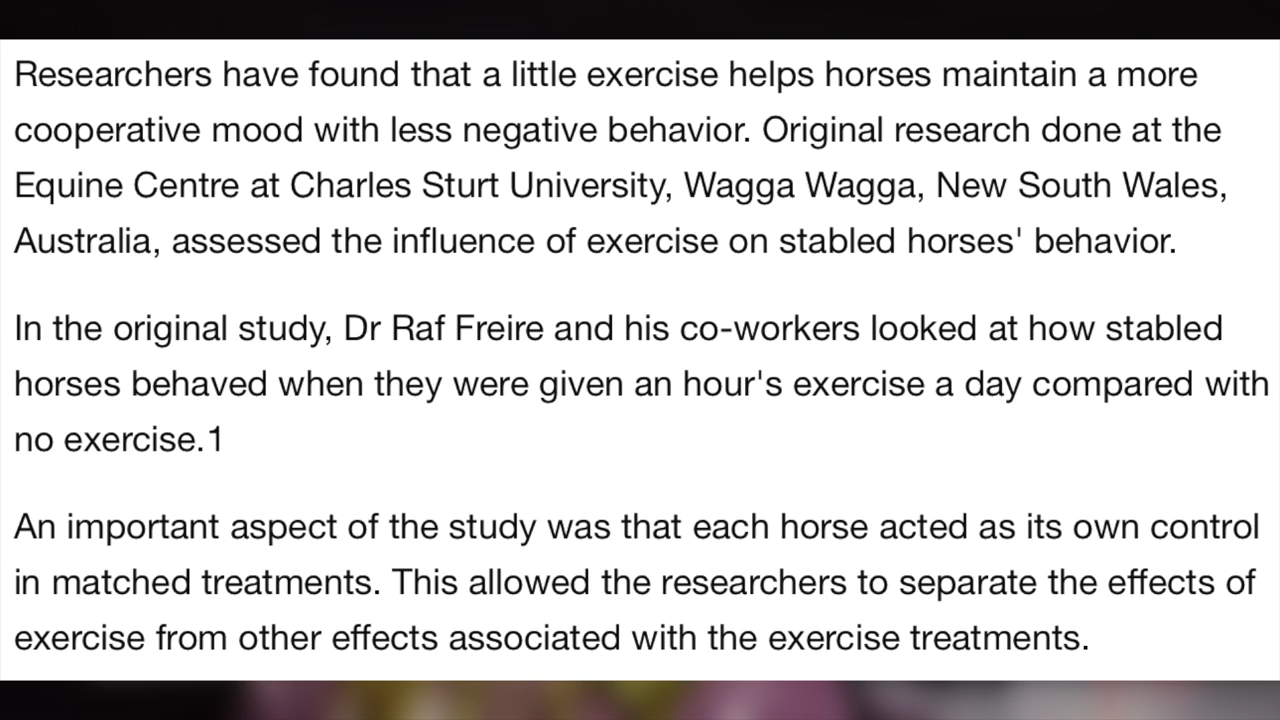 Researchers have found that a little exercise helps horses maintain a more
cooperative mood with less negative behavior. Original research done at the
Equine Centre at Charles Sturt University, Wagga Wagga, New South Wales,
Australia, assessed the influence of exercise on stabled horses' behavior.
In the original study, Dr Raf Freire and his co-workers looked at how stabled
horses behaved when they were given an hour's exercise a day compared with
no exercise.1
An important aspect of the study was that each horse acted as its own control
in matched treatments. This allowed the researchers to separate the effects of
exercise from other effects associated with the exercise treatments.